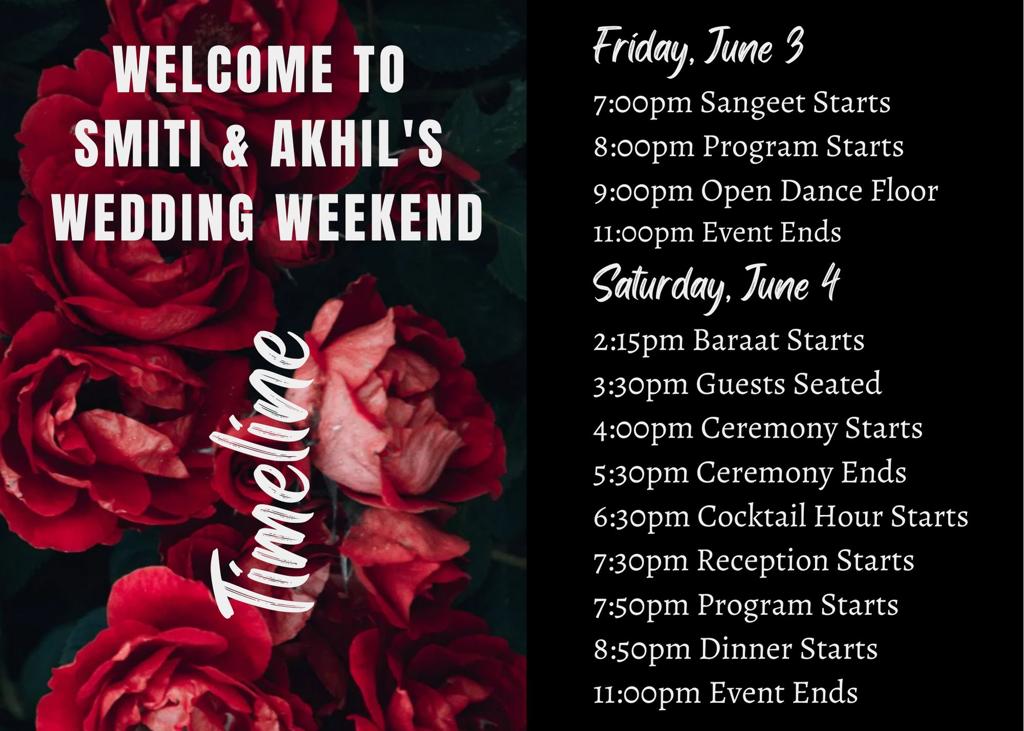 WELCOME TO
SMITI & AKHIL'S
WEDDING WEEKEND
Timeline
Friday, June 3
7:00pm Sangeet Starts
8:00pm Program Starts
9:00pm Open Dance Floor
11:00pm Event Ends
Saturday, June 4
2:15pm Baraat Starts
3:30pm Guests Seated
4:00pm Ceremony Starts
5:30pm Ceremony Ends
6:30pm Cocktail Hour Starts
7:30pm Reception Starts
7:50pm Program Starts
8:50pm Dinner Starts
11:00pm Event Ends